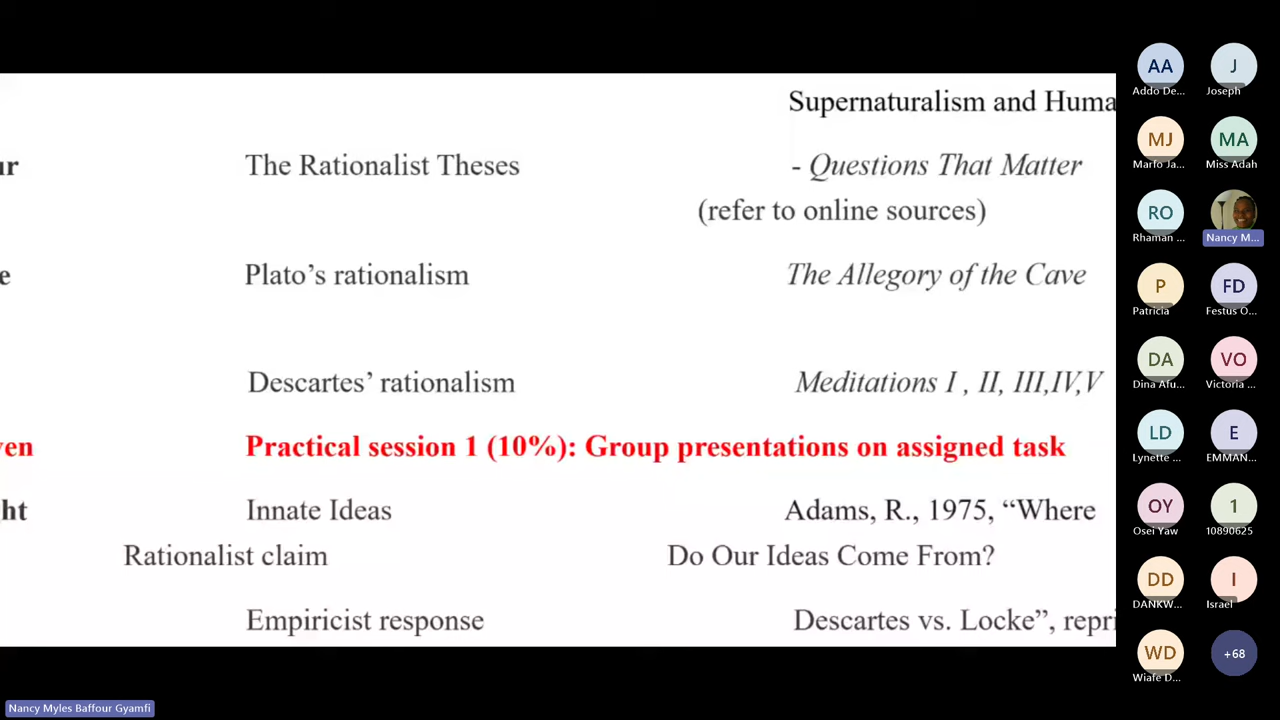 Supernaturalism and Huma
ur The Rationalist Theses - Questions That Matter
(refer to online sources)
e Plato’s rationalism The Allegory of the Cave
Descartes’ rationalism Meditations I , II, III,IV,V
ven Practical session 1 (10%): Group presentations on assigned task
ht Innate Ideas Adams, R., 1975, “Where
Rationalist claim Do Our Ideas Come From?
Empiricist response Descartes vs. Locke”, repri
AA J
Addo De... Joseph
MJ MA
Marfo Ja... Miss Adah
RO
Rhaman ... Nancy M...
P FD
Patricia Festus O...
DA VO
Dina Afu... Victoria ...
LD E
Lynette ... EMMAN...
OY 1
Osei Yaw 10890625
DD I
DANKW... Israel
WD +68
Wiafe D...
Nancy Myles Baffour Gyamfi